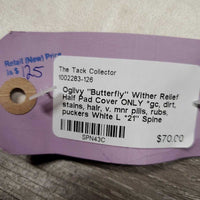 Retail (New) Price
is $ 125
The Tack Collector
1002283-126
Ogilvy "Butterfly" Wither Relief
Half Pad Cover ONLY *gc, dirt,
stains, hair, v. mnr pills, rubs,
puckers White L *21" Spine
SPN43C
$70.00